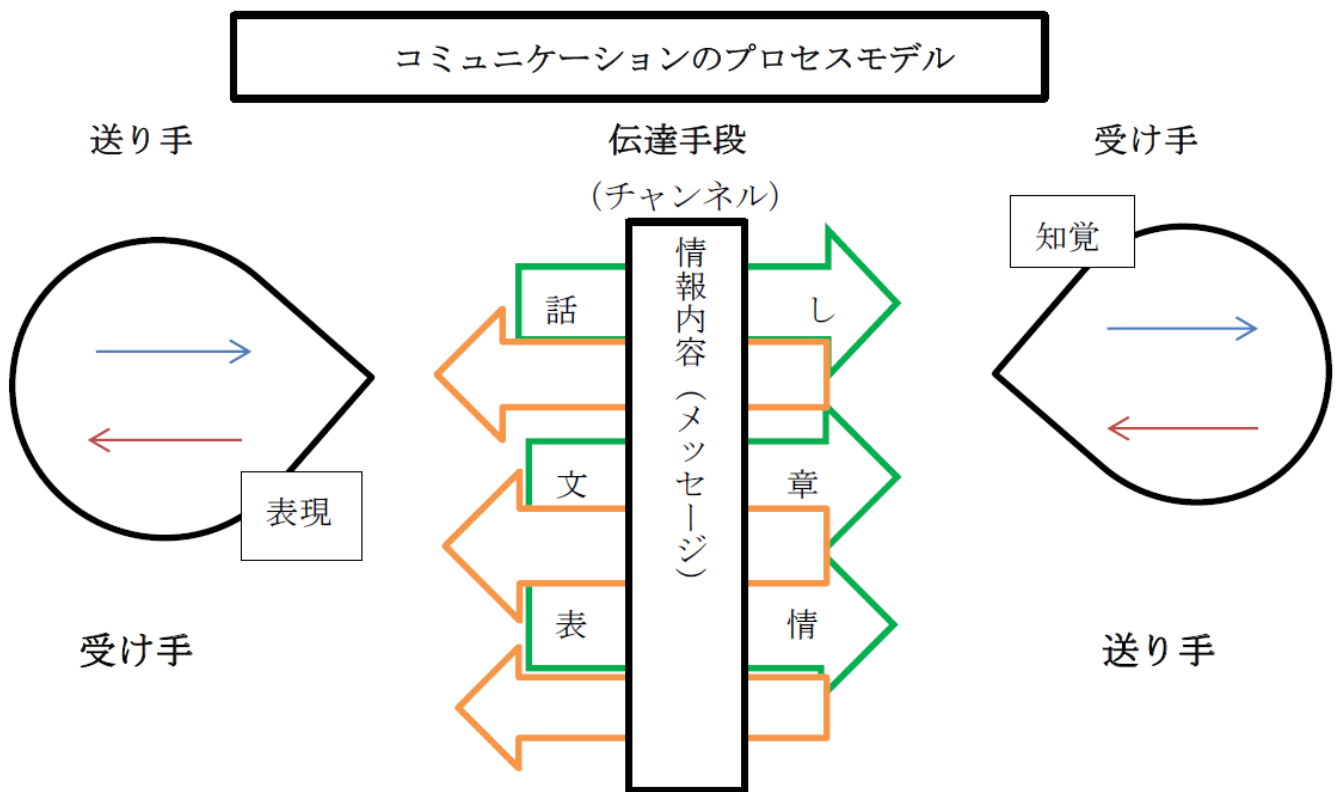 コミュニケーションのプロセスモデル
送り手
伝達手段
受け手
（チャンネル）
知覚
情報内容（メッセージ）
話し
文章
表現
表情
受け手
送り手